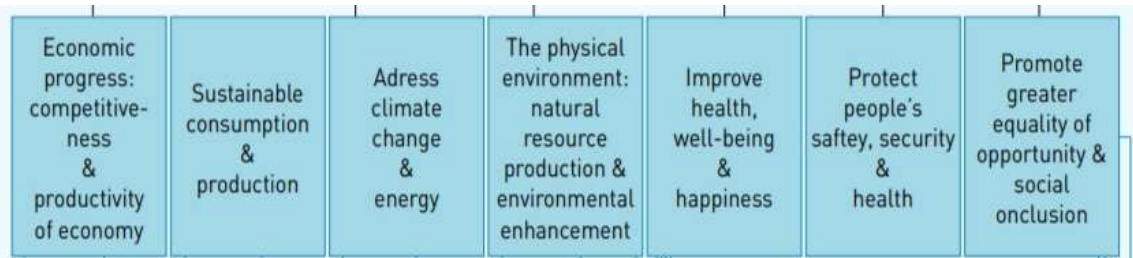 Economic
progress:
competitive-
ness
&
productivity
of economy
Sustainable
consumption
&
production
Adress
climate
change
&
energy
The physical
environment:
natural
resource
production &
environmental
enhancement
Improve
health,
well-being
&
happiness
Protect
people's
saftey, security
&
health
Promote
greater
equality of
opportunity &
social
onclusion